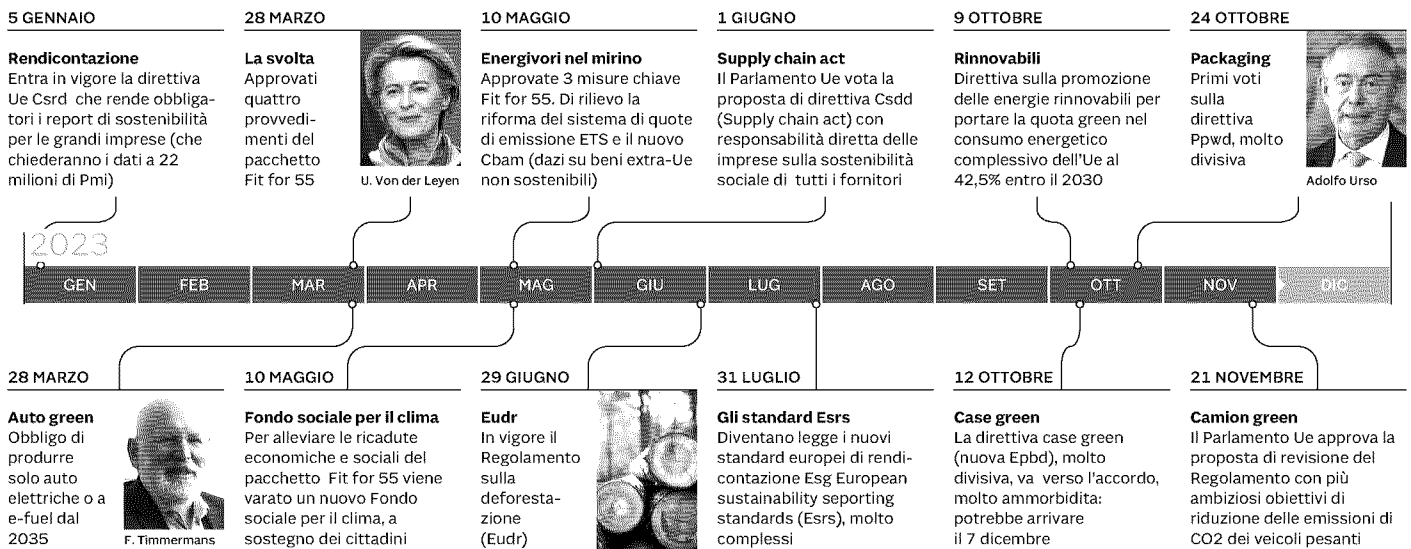 5 GENNAIO
Rendicontazione
Entra in vigore la direttiva
Ue Csrd che rende obbliga-
tori i report di sostenibilità
per le grandi imprese (che
chiederanno i dati a 22
milioni di Pmi)
28 MARZO
La svolta
Approvati
quattro
provvedi-
menti del
pacchetto
Fit for 55
U. Von der Leyen
10 MAGGIO
Energivori nel mirino
Approvate 3 misure chiave
Fit for 55. Di rilievo la
riforma del sistema di quote
di emissione ETS e il nuovo
Cbam (dazi su beni extra-Ue
non sostenibili)
1 GIUGNO
Supply chain act
Il Parlamento Ue vota la
proposta di direttiva Csdd
(Supply chain act) con
responsabilità diretta delle
imprese sulla sostenibilità
sociale di tutti i fornitori
9 OTTOBRE
Rinnovabili
Direttiva sulla promozione
delle energie rinnovabili per
portare la quota green nel
consumo energetico
complessivo dell'Ue al
42,5% entro il 2030
24 OTTOBRE
Packaging
Primi voti
sulla
direttiva
Ppwd, molto
divisiva
Adolfo Urso
2023
GEN FEB MAR APR MAG GIU LUG AGO SET OTT NOV DIC
28 MARZO
Auto green
Obbligo di
produrre
solo auto
elettriche o a
e-fuel dal
2035
F. Timmermans
10 MAGGIO
Fondo sociale per il clima
Per alleviare le ricadute
economiche e sociali del
pacchetto Fit for 55 viene
varato un nuovo Fondo
sociale per il clima, a
sostegno dei cittadini
29 GIUGNO
Eudr
In vigore il
Regolamento
sulla
deforesta-
zione
(Eudr)
31 LUGLIO
Gli standard Esrs
Diventano legge i nuovi
standard europei di rendi-
contazione Esg European
sustainability seporting
standards (Esrs), molto
complessi
12 OTTOBRE
Case green
La direttiva case green
(nuova Epbd), molto
divisiva, va verso l'accordo,
molto ammorbidita:
potrebbe arrivare
il 7 dicembre
21 NOVEMBRE
Camion green
Il Parlamento Ue approva la
proposta di revisione del
Regolamento con più
ambiziosi obiettivi di
riduzione delle emissioni di
CO2 dei veicoli pesanti